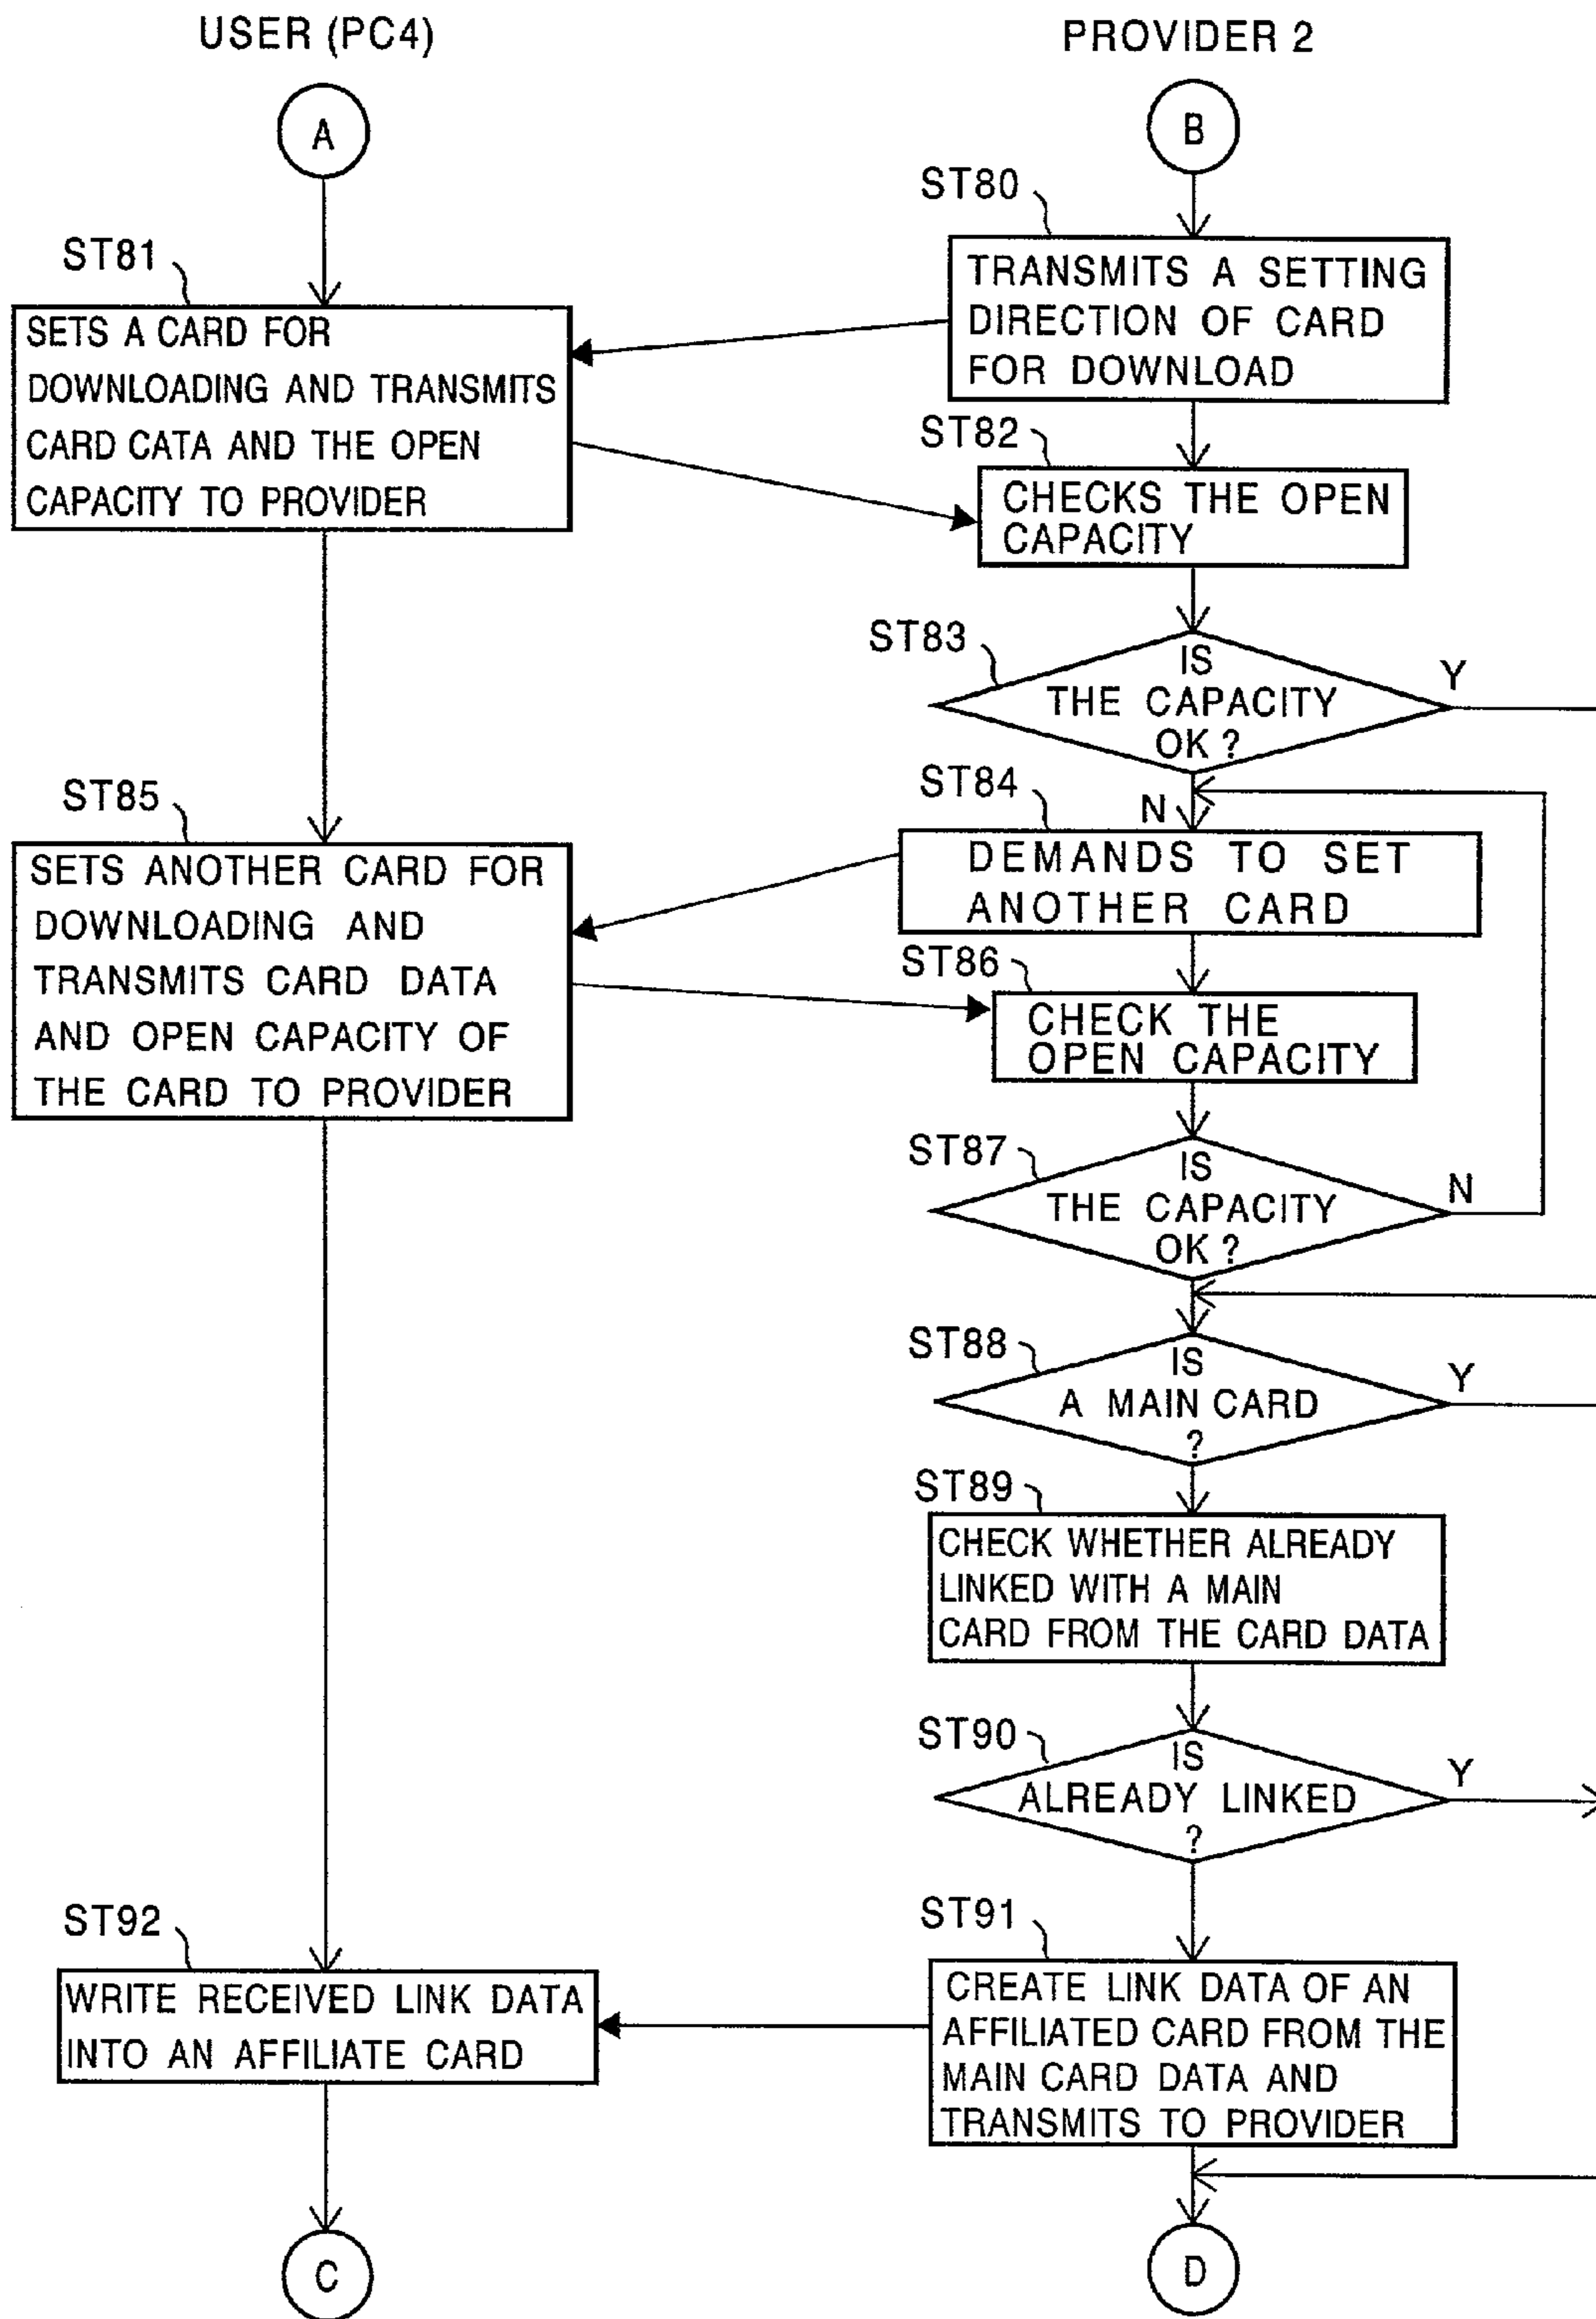 USER (PC4)
PROVIDER 2
A
B
ST80
TRANSMITS A SETTING
DIRECTION OF CARD
FOR DOWNLOAD
ST81
SETS A CARD FOR
DOWNLOADING AND TRANSMITS
CARD CATA AND THE OPEN
CAPACITY TO PROVIDER
ST82
CHECKS THE OPEN
CAPACITY
ST83
IS
THE CAPACITY
OK ?
Y
N
ST84
DEMANDS TO SET
ANOTHER CARD
ST85
SETS ANOTHER CARD FOR
DOWNLOADING AND
TRANSMITS CARD DATA
AND OPEN CAPACITY OF
THE CARD TO PROVIDER
ST86
CHECK THE
OPEN CAPACITY
ST87
IS
THE CAPACITY
OK ?
N
ST88
IS
A MAIN CARD
?
Y
ST89
CHECK WHETHER ALREADY
LINKED WITH A MAIN
CARD FROM THE CARD DATA
ST90
IS
ALREADY LINKED
?
Y
ST91
CREATE LINK DATA OF AN
AFFILIATED CARD FROM THE
MAIN CARD DATA AND
TRANSMITS TO PROVIDER
ST92
WRITE RECEIVED LINK DATA
INTO AN AFFILIATE CARD
C
D